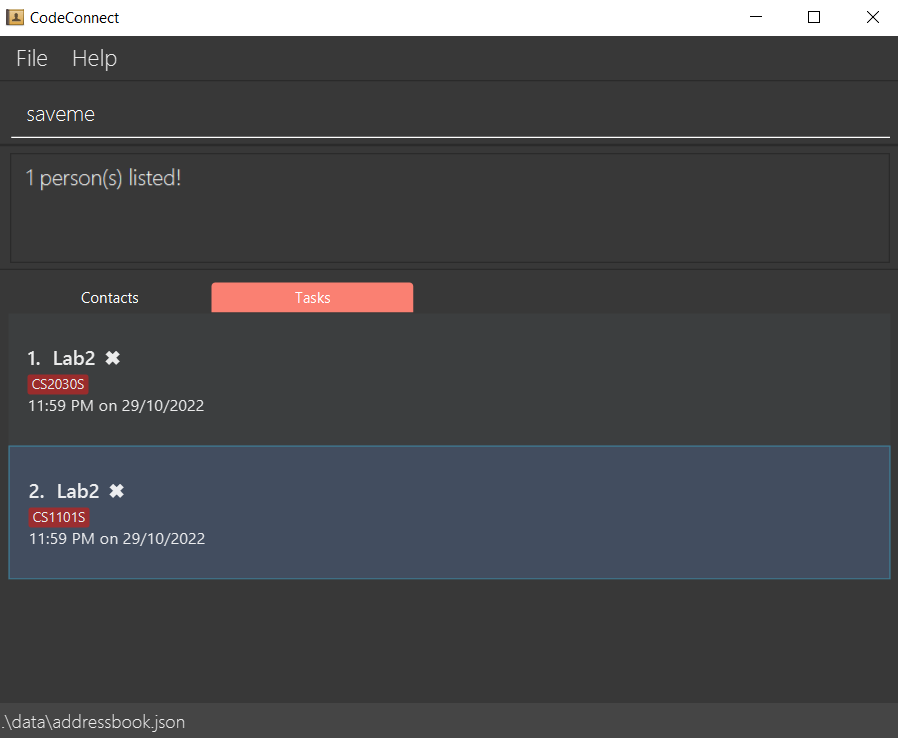 CodeConnect
File Help
saveme
1 person(s) listed!
Contacts Tasks
1. Lab2 ✖
CS2030S
11:59 PM on 29/10/2022
2. Lab2 ✖
CS1101S
11:59 PM on 29/10/2022
.\data\addressbook.json